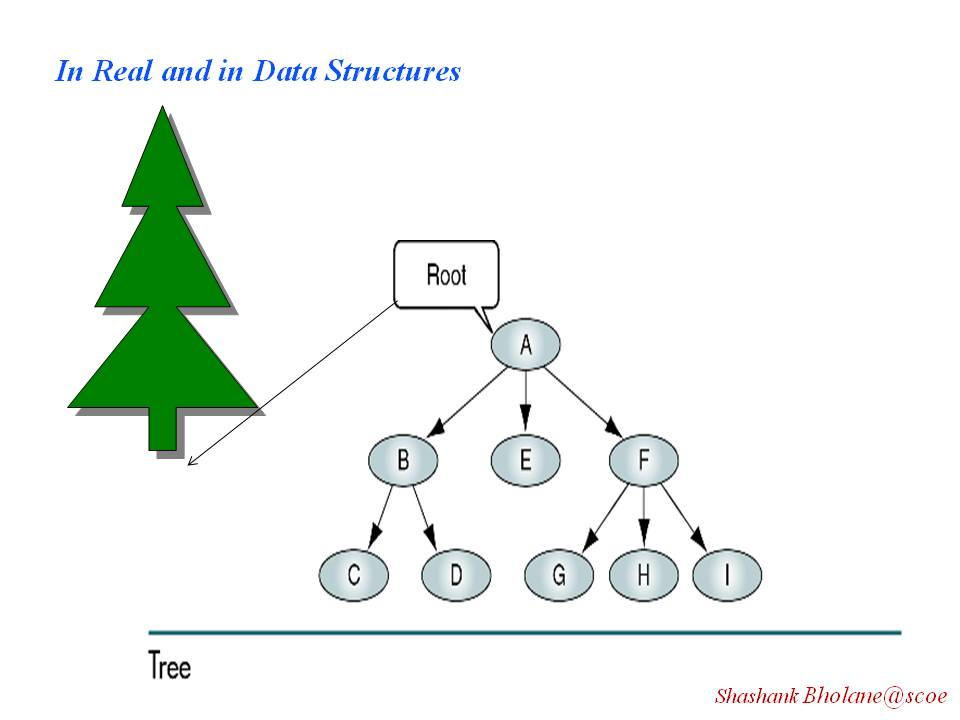 In Real and in Data Structures
Root
A
B
E
F
C
D
G
H
I
Tree
Shashank Bholane@scoe